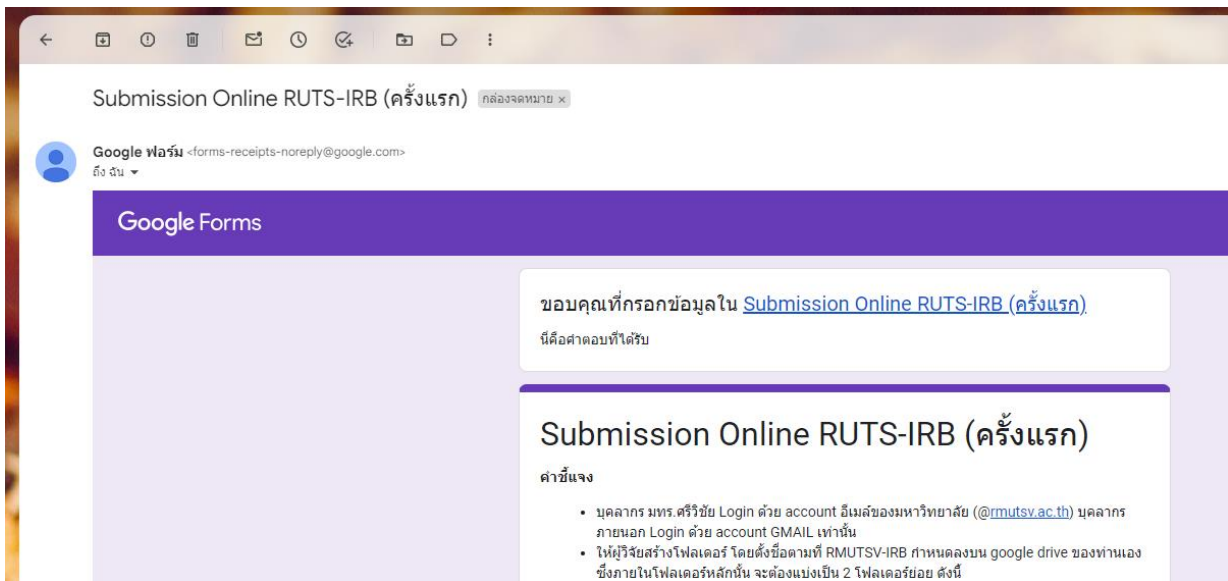 Submission Online RUTS-IRB (ครั้งแรก) กล่องจดหมาย ×
Google ฟอร์ม <forms-receipts-noreply@google.com>
ถึง ฉัน
Google Forms
ขอบคุณที่กรอกข้อมูลใน Submission Online RUTS-IRB (ครั้งแรก)
นี่คือคำตอบที่ได้รับ
Submission Online RUTS-IRB (ครั้งแรก)
คำชี้แจง
• บุคลากร มทร.ศรีวิชัย Login ด้วย account อีเมล์ของมหาวิทยาลัย (@rmutsv.ac.th) บุคลากร
ภายนอก Login ด้วย account GMAIL เท่านั้น
• ให้ผู้วิจัยสร้างโฟลเดอร์ โดยตั้งชื่อตามที่ RMUTSV-IRB กำหนดลงบน google drive ของท่านเอง
ซึ่งภายในโฟลเดอร์หลักนั้น จะต้องแบ่งเป็น 2 โฟลเดอร์ย่อย ดังนี้